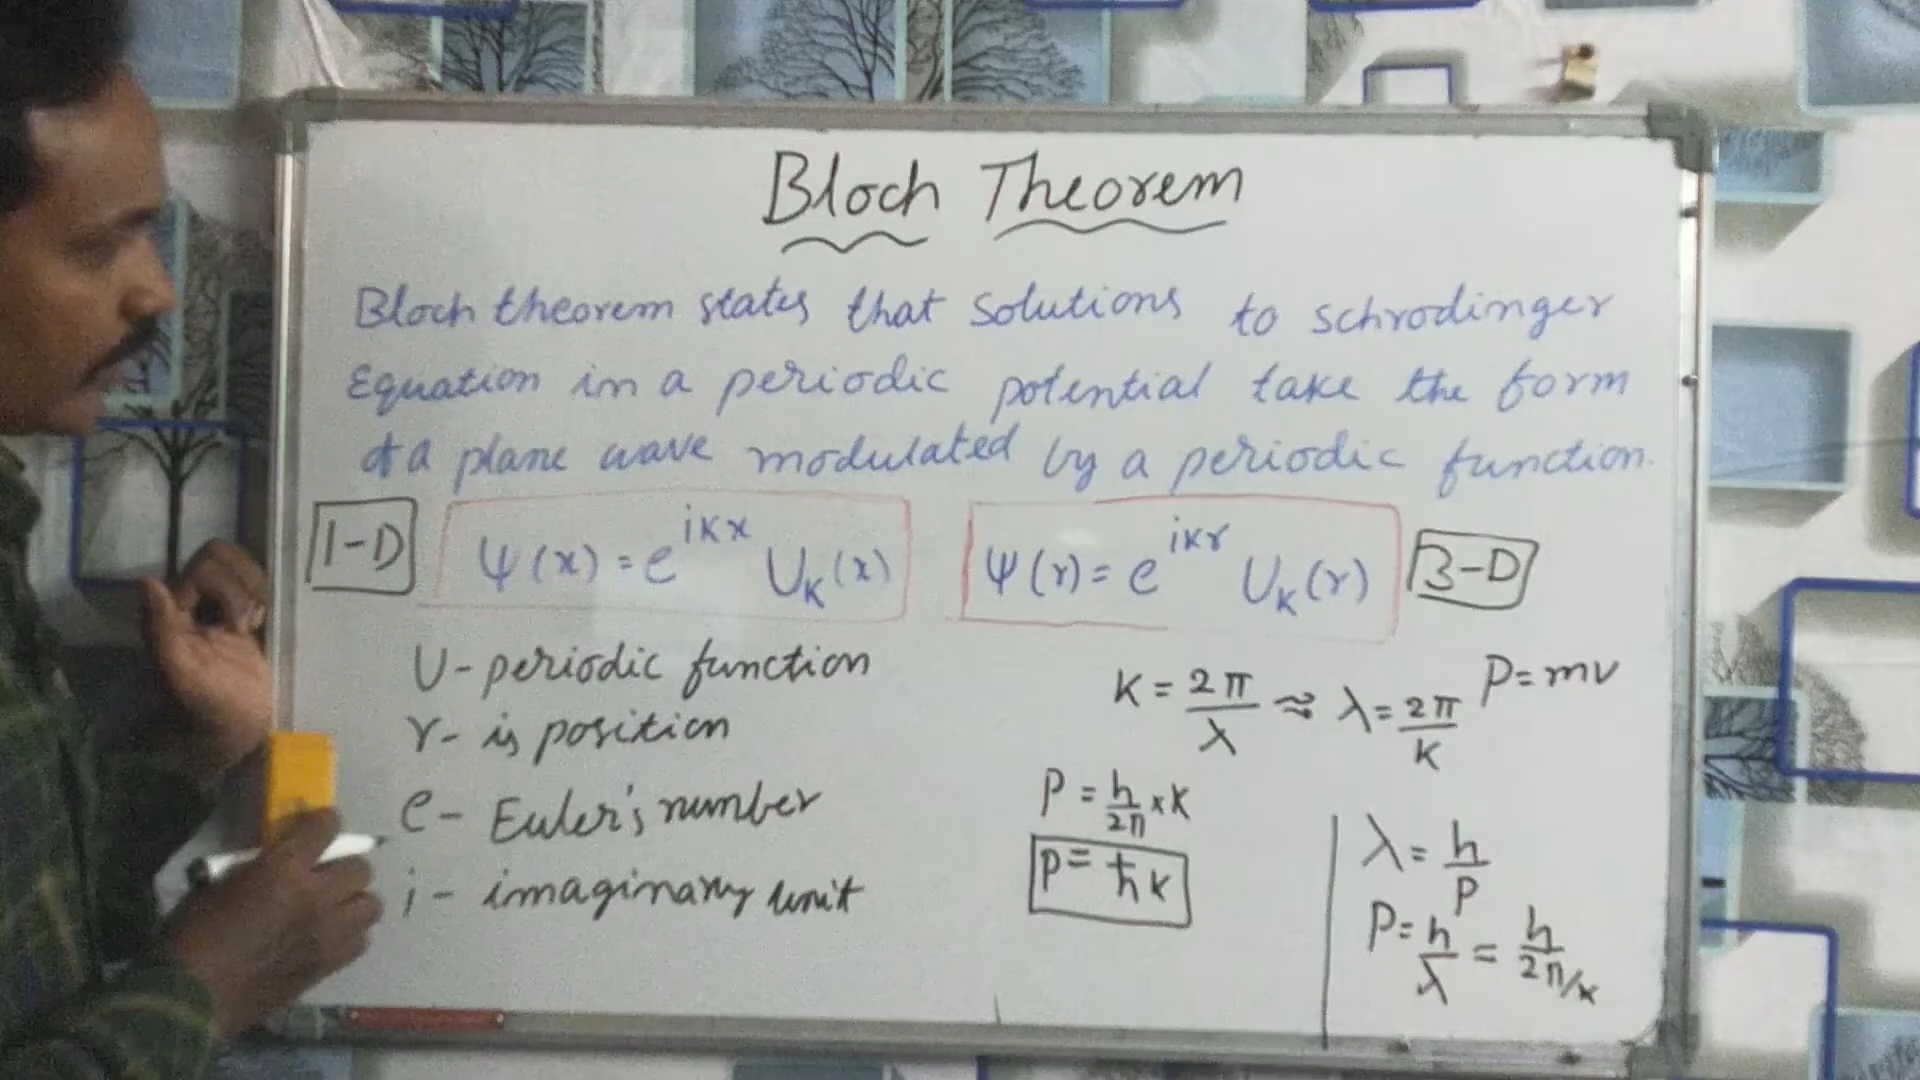 Bloch Theorem
Bloch theorem states that solutions to schrodinger
Equation in a periodic potential take the form
of a plane wave modulated by a periodic function.
1-D ψ(x) = e^{iKx} U_K(x) ψ(r) = e^{iKr} U_K(r) 3-D
U - periodic function
r - is position
e - Euler's number
i - imaginary unit
K = 2π/λ ≈ λ = 2π/K P = mv
P = h/2π × K
P = ħK
λ = h/P
P = h/λ = h/2π/x